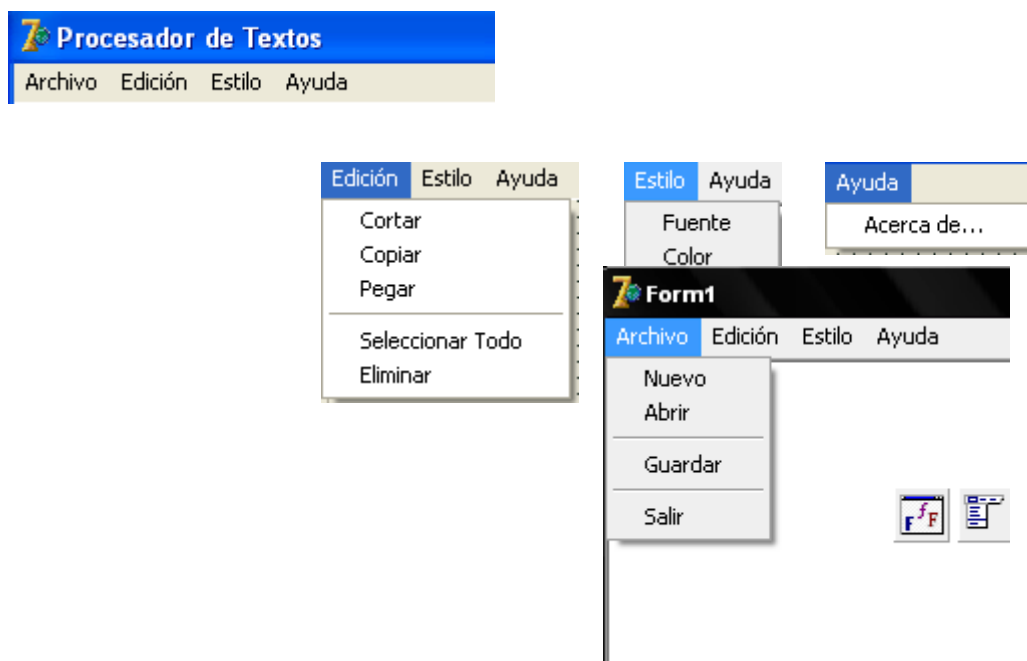 Procesador de Textos
Archivo Edición Estilo Ayuda
Edición Estilo Ayuda
Cortar
Copiar
Pegar
Seleccionar Todo
Eliminar
Estilo Ayuda
Fuente
Color
Ayuda
Acerca de...
Form1
Archivo Edición Estilo Ayuda
Nuevo
Abrir
Guardar
Salir
F f F